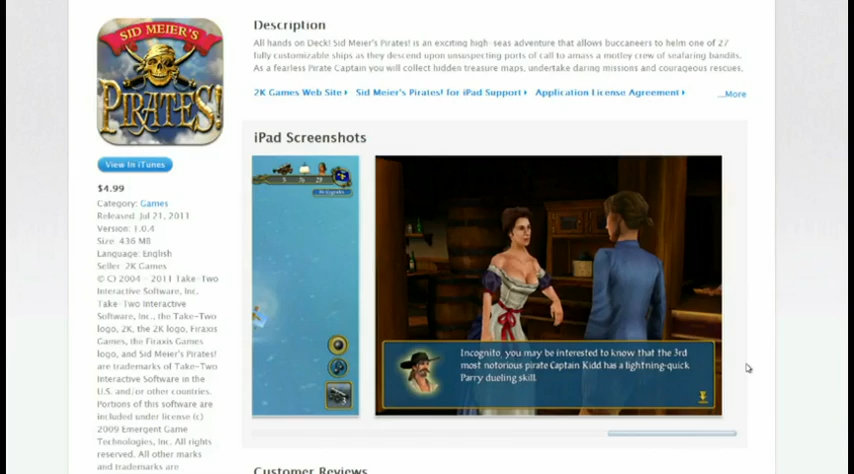 SID MEIER'S
PIRATES!
View In iTunes
$4.99
Category: Games
Released Jul 21, 2011
Version: 1.0.4
Size: 436 MB
Language: English
Seller: 2K Games
© (C) 2004 - 2011 Take-Two
Interactive Software, Inc.
Take-Two Interactive
Software, Inc., the Take-Two
logo, 2K, the 2K logo, Firaxis
Games, the Firaxis Games
logo, and Sid Meier's Pirates!
are trademarks of Take-Two
Interactive Software in the
U.S. and/or other countries.
Portions of this software are
included under license (c)
2009 Emergent Game
Technologies, Inc. All rights
reserved. All other marks
and trademarks are
Description
All hands on Deck! Sid Meier's Pirates! is an exciting high-seas adventure that allows buccaneers to helm one of 27
fully customizable ships as they descend upon unsuspecting ports of call to amass a motley crew of seafaring bandits.
As a fearless Pirate Captain you will collect hidden treasure maps, undertake daring missions and courageous rescues,
2K Games Web Site Sid Meier's Pirates! for iPad Support Application License Agreement ...More
iPad Screenshots
Incognito, you may be interested to know that the 3rd
most notorious pirate Captain Kidd has a lightning-quick
Parry dueling skill.
Customer Reviews